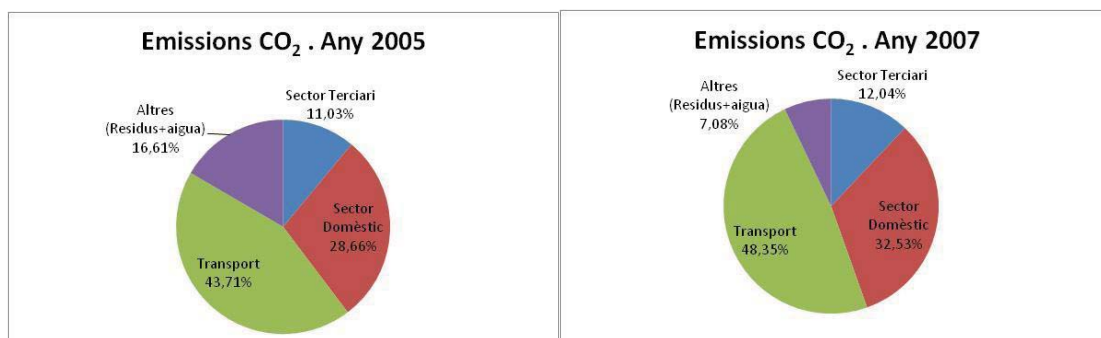 Emissions CO₂ . Any 2005
Sector Terciari
11,03%
Altres
(Residus+aigua)
16,61%
Sector
Domèstic
28,66%
Transport
43,71%
Emissions CO₂ . Any 2007
Sector Terciari
12,04%
Altres
(Residus+aigua)
7,08%
Sector
Domèstic
32,53%
Transport
48,35%